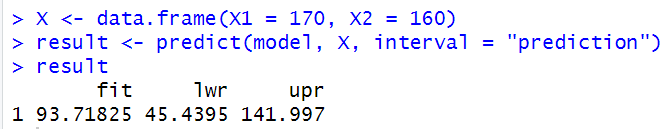 > X <- data.frame(X1 = 170, X2 = 160)
> result <- predict(model, X, interval = "prediction")
> result
       fit     lwr     upr
1 93.71825 45.4395 141.997